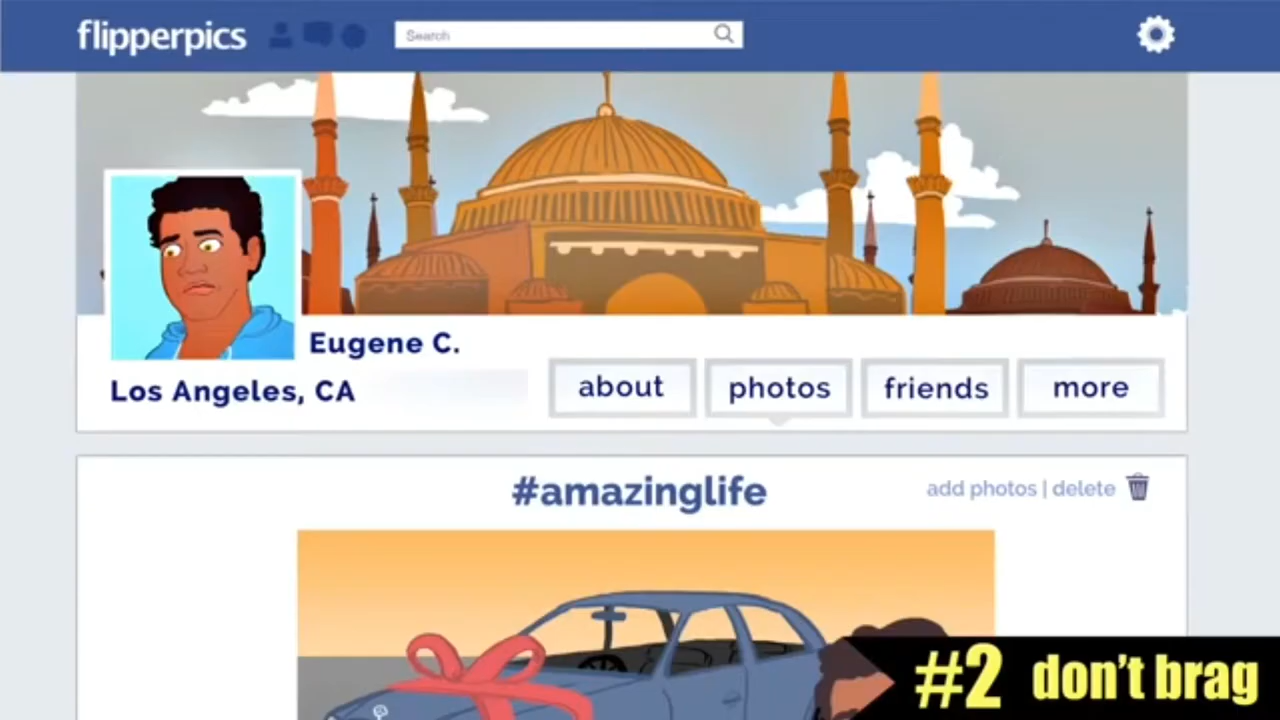 flipperpics
Search
Eugene C.
Los Angeles, CA
about
photos
friends
more
#amazinglife
add photos | delete
#2 don't brag